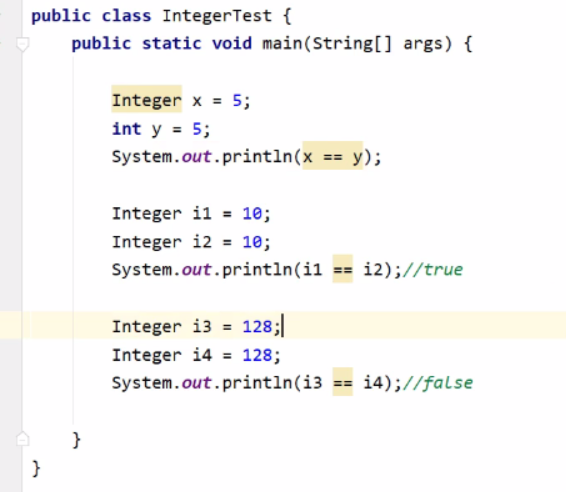 public class IntegerTest {
public static void main(String[] args) {
Integer x = 5;
int y = 5;
System.out.println(x == y);
Integer i1 = 10;
Integer i2 = 10;
System.out.println(i1 == i2);//true
Integer i3 = 128;
Integer i4 = 128;
System.out.println(i3 == i4);//false
}
}